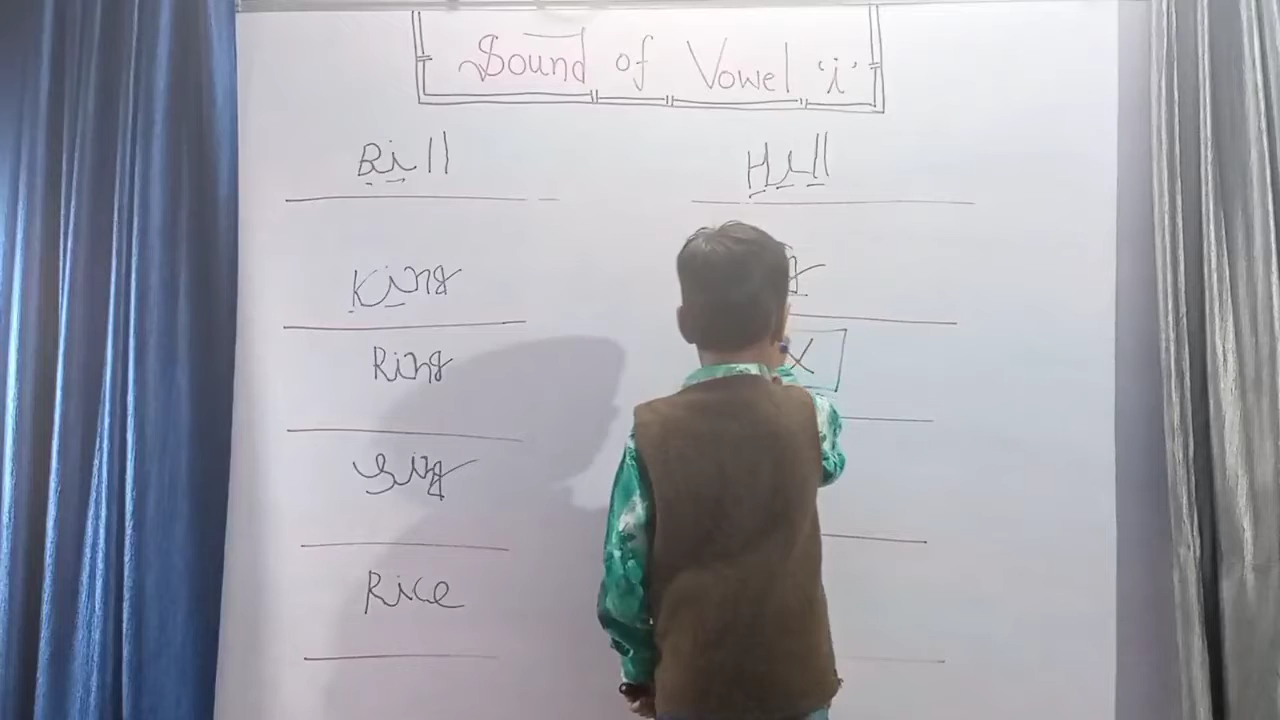 Sound of Vowel 'i'
Bill
Hill
King
Ring
Sing
Rice